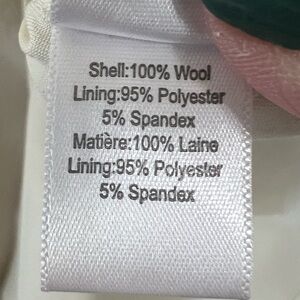 Shell:100% Wool
Lining:95% Polyester
5% Spandex
Matière:100% Laine
Lining:95% Polyester
5% Spandex